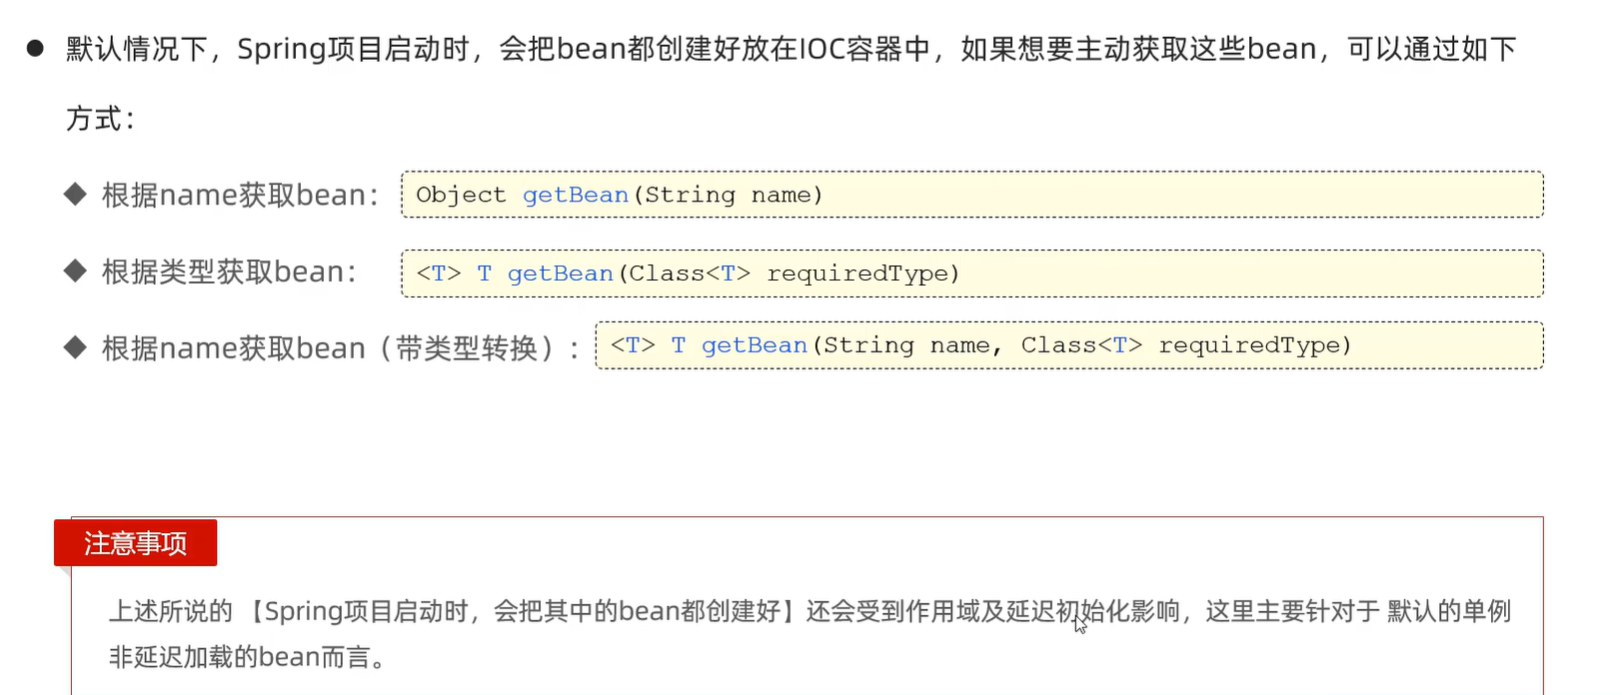 ● 默认情况下，Spring项目启动时，会把bean都创建好放在IOC容器中，如果想要主动获取这些bean，可以通过如下
方式：
◆ 根据name获取bean： Object getBean(String name)
◆ 根据类型获取bean： <T> T getBean(Class<T> requiredType)
◆ 根据name获取bean（带类型转换）： <T> T getBean(String name, Class<T> requiredType)
注意事项
上述所说的 【Spring项目启动时，会把其中的bean都创建好】还会受到作用域及延迟初始化影响，这里主要针对于 默认的单例
非延迟加载的bean而言。